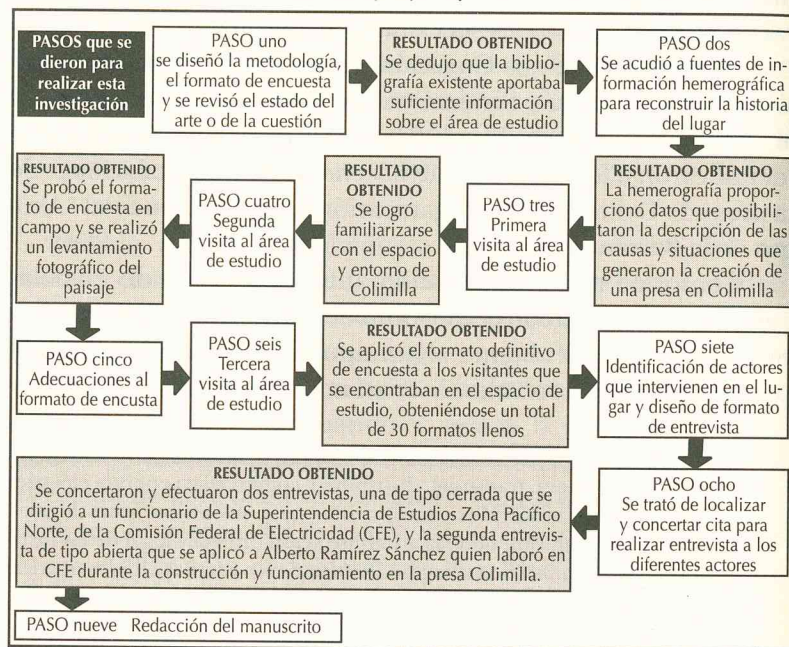 PASOS que se
dieron para
realizar esta
investigación
PASO uno
se diseñó la metodología,
el formato de encuesta
y se revisó el estado del
arte o de la cuestión
RESULTADO OBTENIDO
Se dedujo que la biblio-
grafía existente aportaba
suficiente información
sobre el área de estudio
PASO dos
Se acudió a fuentes de in-
formación hemerográfica
para reconstruir la historia
del lugar
RESULTADO OBTENIDO
La hemerografía propor-
cionó datos que posibili-
taron la descripción de las
causas y situaciones que
generaron la creación de
una presa en Colimilla
PASO tres
Primera
visita al área
de estudio
RESULTADO
OBTENIDO
Se logró
familiarizarse
con el espacio
y entorno de
Colimilla
PASO cuatro
Segunda
visita al área
de estudio
RESULTADO OBTENIDO
Se probó el forma-
to de encuesta en
campo y se realizó
un levantamiento
fotográfico del
paisaje
PASO cinco
Adecuaciones al
formato de encusta
PASO seis
Tercera
visita al área
de estudio
RESULTADO OBTENIDO
Se aplicó el formato definitivo
de encuesta a los visitantes que
se encontraban en el espacio de
estudio, obteniéndose un total
de 30 formatos llenos
PASO siete
Identificación de actores
que intervienen en el lu-
gar y diseño de formato
de entrevista
PASO ocho
Se trató de localizar
y concertar cita para
realizar entrevista a los
diferentes actores
RESULTADO OBTENIDO
Se concertaron y efectuaron dos entrevistas, una de tipo cerrada que se
dirigió a un funcionario de la Superintendencia de Estudios Zona Pacífico
Norte, de la Comisión Federal de Electricidad (CFE), y la segunda entrevis-
ta de tipo abierta que se aplicó a Alberto Ramírez Sánchez quien laboró en
CFE durante la construcción y funcionamiento en la presa Colimilla.
PASO nueve Redacción del manuscrito